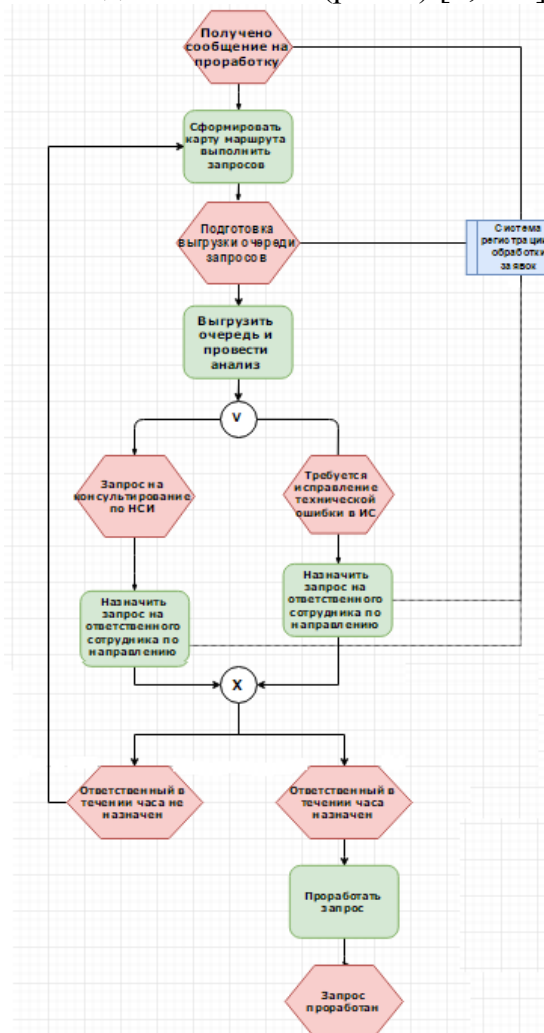 Получено
сообщение на
проработку
Сформировать
карту маршрута
выполнить
запросов
Подготовка
выгрузки очереди
запросов
Система
регистрации
обработки
заявок
Выгрузить
очередь и
провести
анализ
V
Запрос на
консультирование
по НСИ
Требуется
исправление
технической
ошибки в ИС
Назначить
запрос на
ответственного
сотрудника по
направлению
Назначить
запрос на
ответственного
сотрудника по
направлению
X
Ответственный в
течении часа не
назначен
Ответственный в
течении часа
назначен
Проработать
запрос
Запрос
проработан